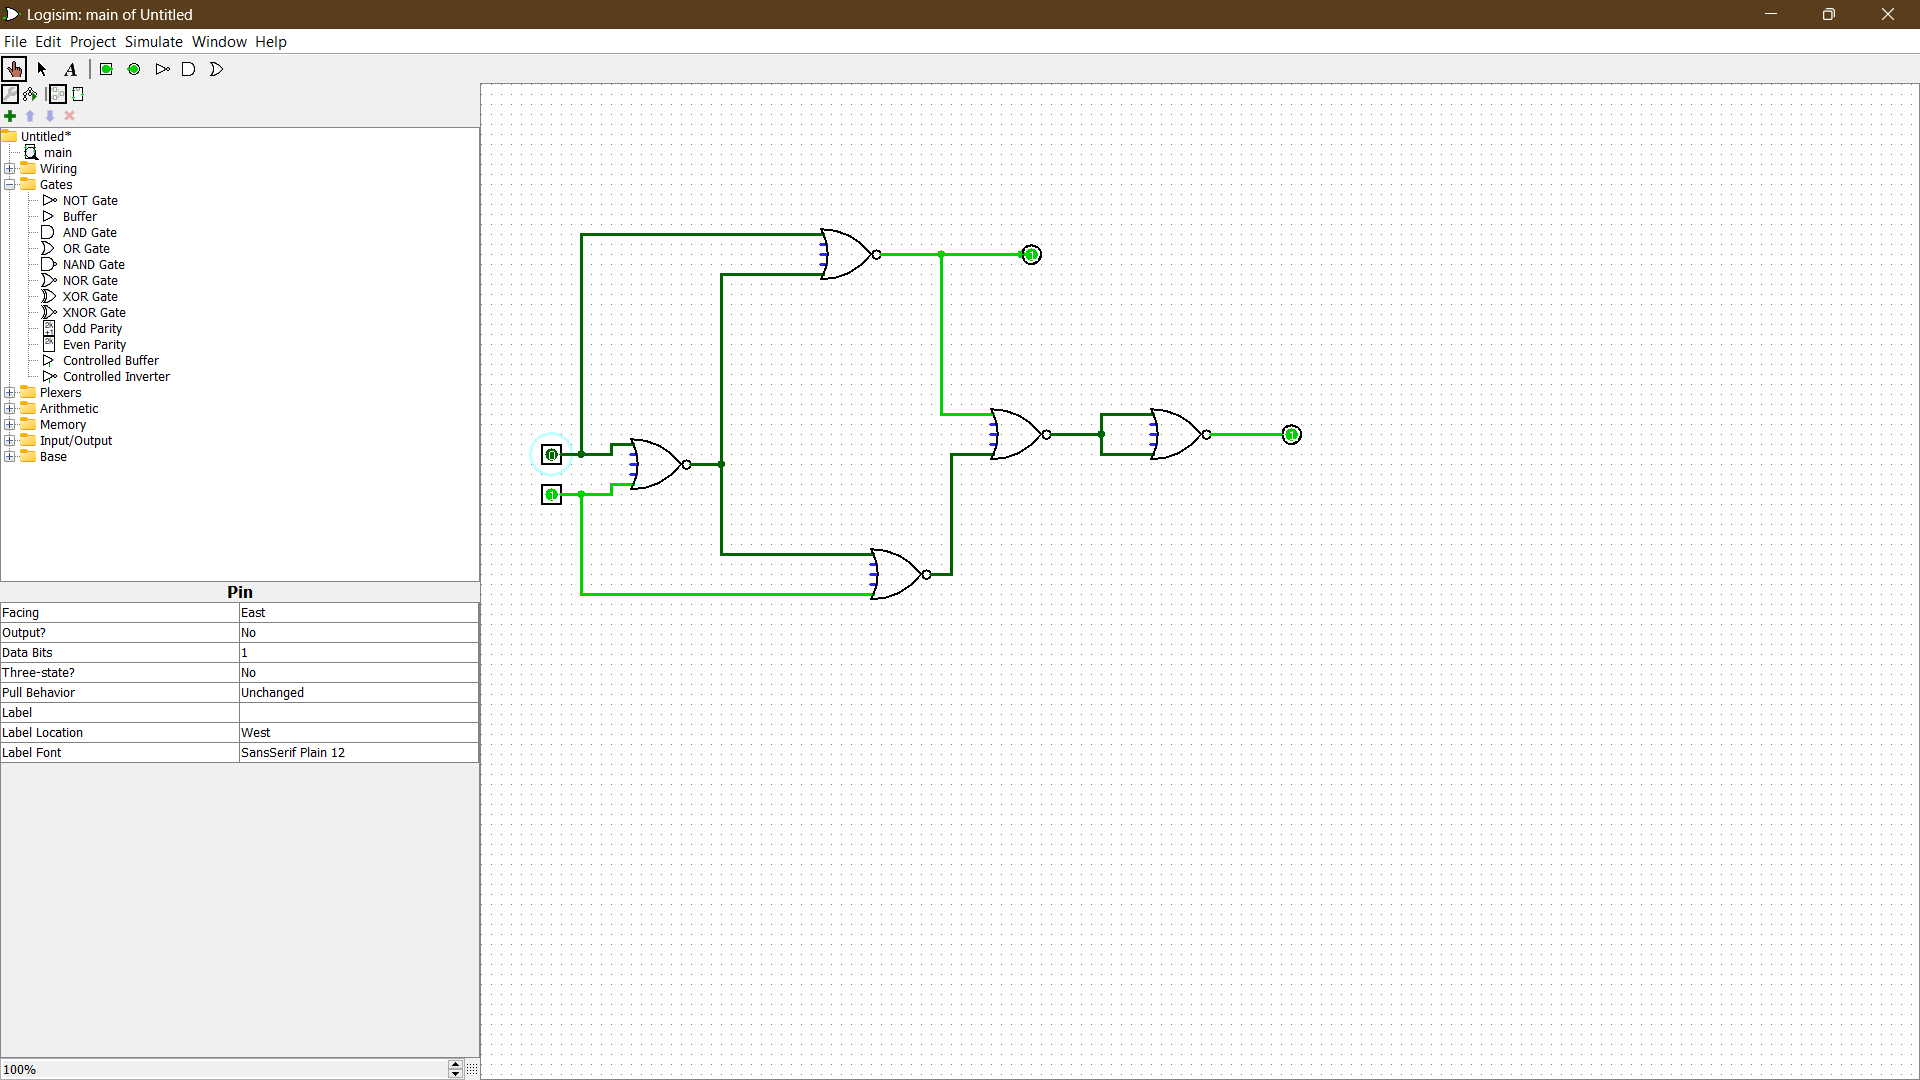 Logisim: main of Untitled
File Edit Project Simulate Window Help
A
Untitled*
main
Wiring
Gates
NOT Gate
Buffer
AND Gate
OR Gate
NAND Gate
NOR Gate
XOR Gate
XNOR Gate
Odd Parity
Even Parity
Controlled Buffer
Controlled Inverter
Plexers
Arithmetic
Memory
Input/Output
Base
Pin
Facing East
Output? No
Data Bits 1
Three-state? No
Pull Behavior Unchanged
Label
Label Location West
Label Font SansSerif Plain 12
100%
1
0
1
1